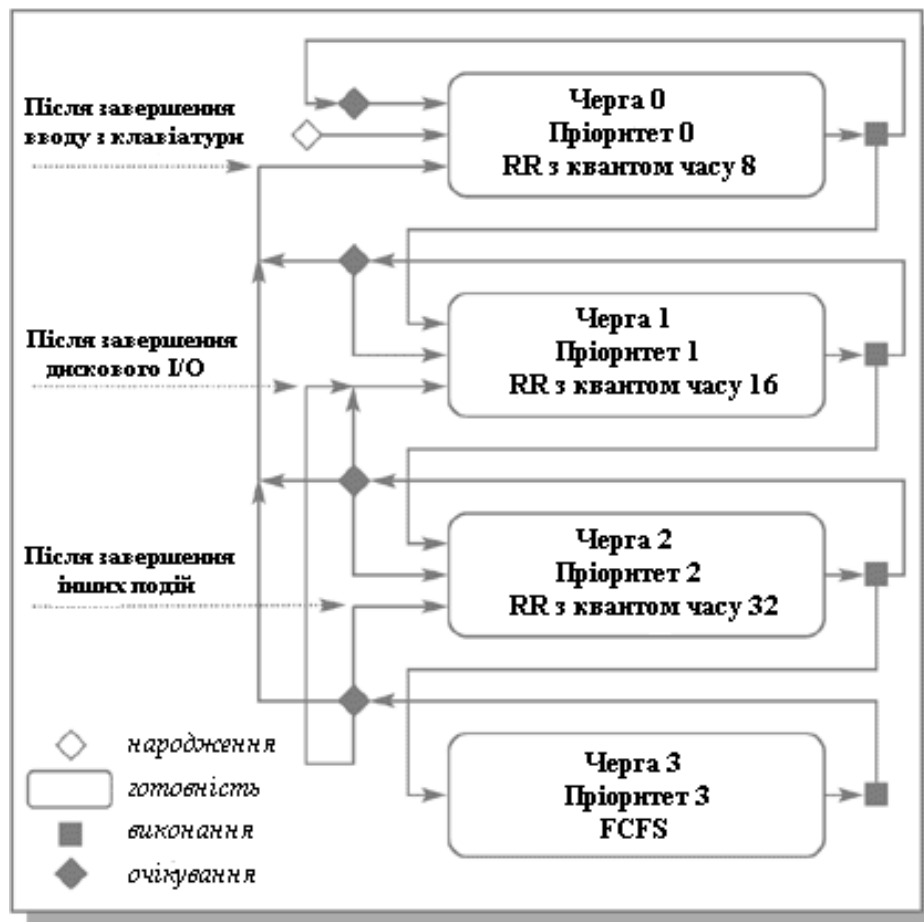 Після завершення
вводу з клавіатури
Черга 0
Пріоритет 0
RR з квантом часу 8
Після завершення
дискового I/O
Черга 1
Пріоритет 1
RR з квантом часу 16
Після завершення
інших подій
Черга 2
Пріоритет 2
RR з квантом часу 32
Черга 3
Пріоритет 3
FCFS
народження
готовність
виконання
очікування